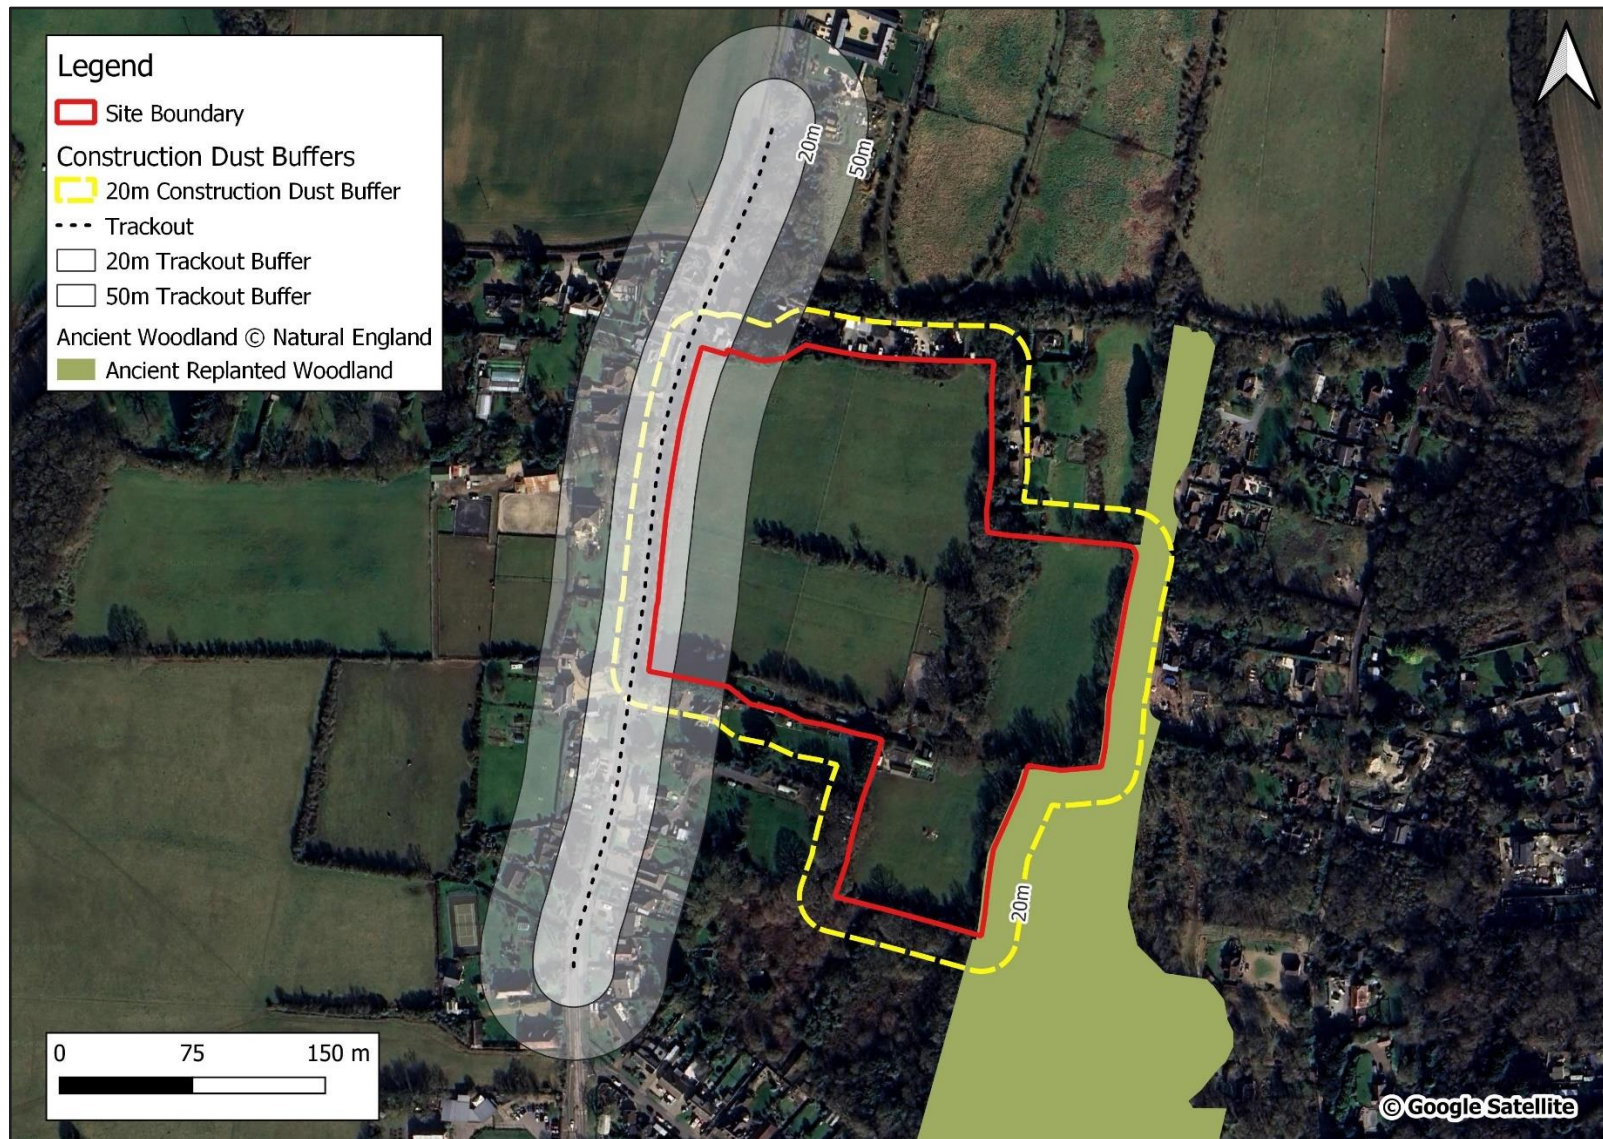 Legend
Site Boundary
Construction Dust Buffers
20m Construction Dust Buffer
Trackout
20m Trackout Buffer
50m Trackout Buffer
Ancient Woodland © Natural England
Ancient Replanted Woodland
20m
50m
20m
0 75 150 m
© Google Satellite